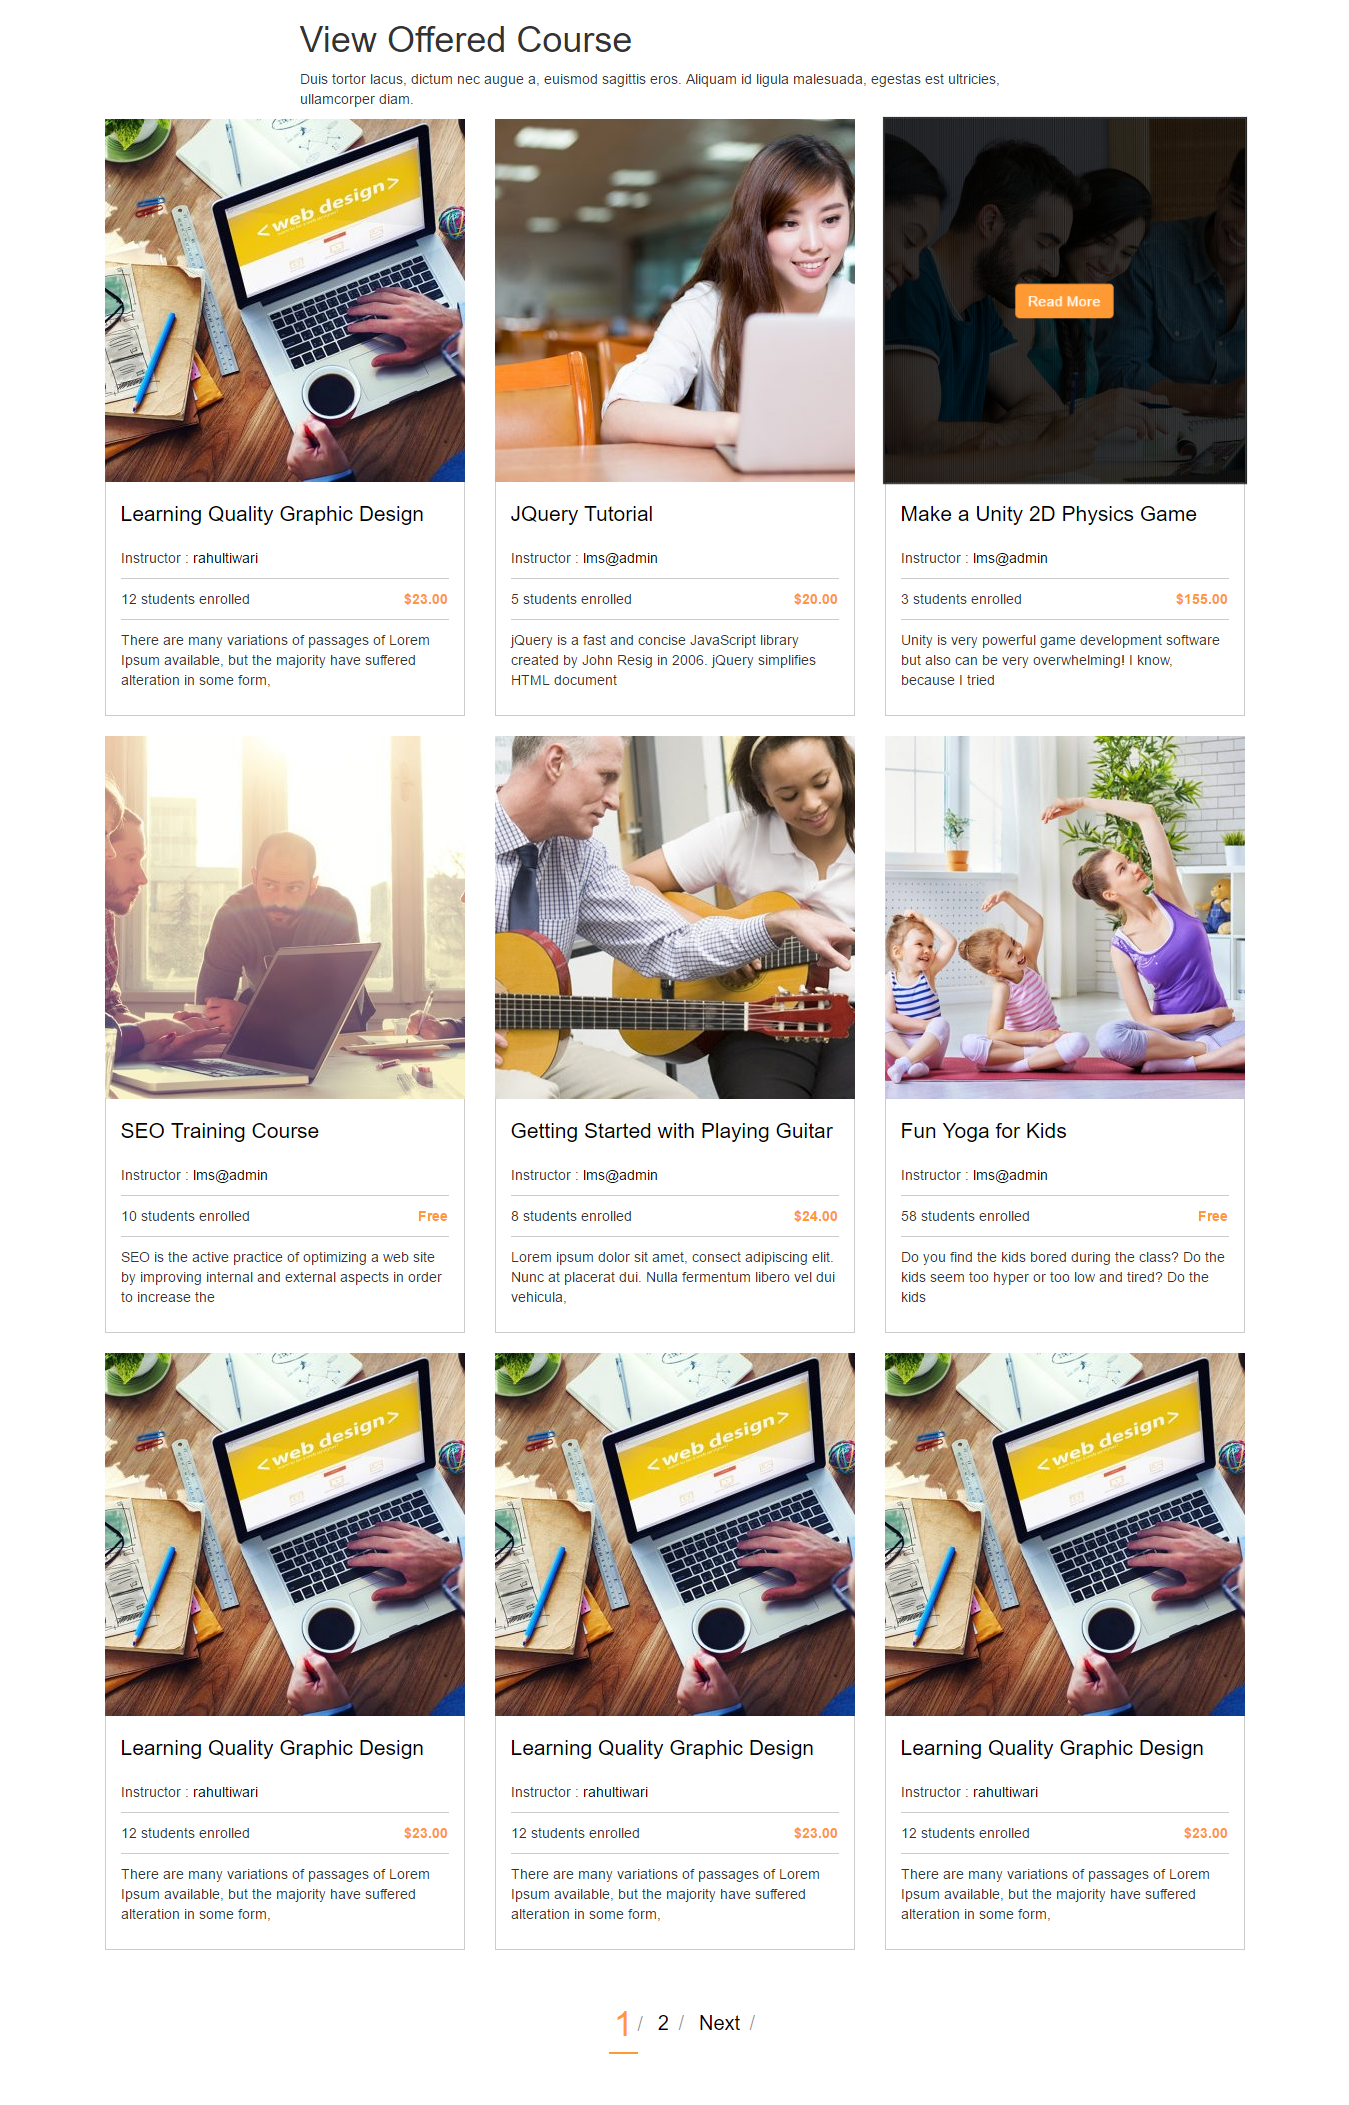 View Offered Course
Duis tortor lacus, dictum nec augue a, euismod sagittis eros. Aliquam id ligula malesuada, egestas est ultricies,
ullamcorper diam.
<web design>
Read More
Learning Quality Graphic Design
Instructor : rahultiwari
12 students enrolled $23.00
There are many variations of passages of Lorem
Ipsum available, but the majority have suffered
alteration in some form,
JQuery Tutorial
Instructor : lms@admin
5 students enrolled $20.00
jQuery is a fast and concise JavaScript library
created by John Resig in 2006. jQuery simplifies
HTML document
Make a Unity 2D Physics Game
Instructor : lms@admin
3 students enrolled $155.00
Unity is very powerful game development software
but also can be very overwhelming! I know,
because I tried
SEO Training Course
Instructor : lms@admin
10 students enrolled Free
SEO is the active practice of optimizing a web site
by improving internal and external aspects in order
to increase the
Getting Started with Playing Guitar
Instructor : lms@admin
8 students enrolled $24.00
Lorem ipsum dolor sit amet, consect adipiscing elit.
Nunc at placerat dui. Nulla fermentum libero vel dui
vehicula,
Fun Yoga for Kids
Instructor : lms@admin
58 students enrolled Free
Do you find the kids bored during the class? Do the
kids seem too hyper or too low and tired? Do the
kids
<web design>
<web design>
<web design>
Learning Quality Graphic Design
Instructor : rahultiwari
12 students enrolled $23.00
There are many variations of passages of Lorem
Ipsum available, but the majority have suffered
alteration in some form,
Learning Quality Graphic Design
Instructor : rahultiwari
12 students enrolled $23.00
There are many variations of passages of Lorem
Ipsum available, but the majority have suffered
alteration in some form,
Learning Quality Graphic Design
Instructor : rahultiwari
12 students enrolled $23.00
There are many variations of passages of Lorem
Ipsum available, but the majority have suffered
alteration in some form,
1 / 2 / Next /